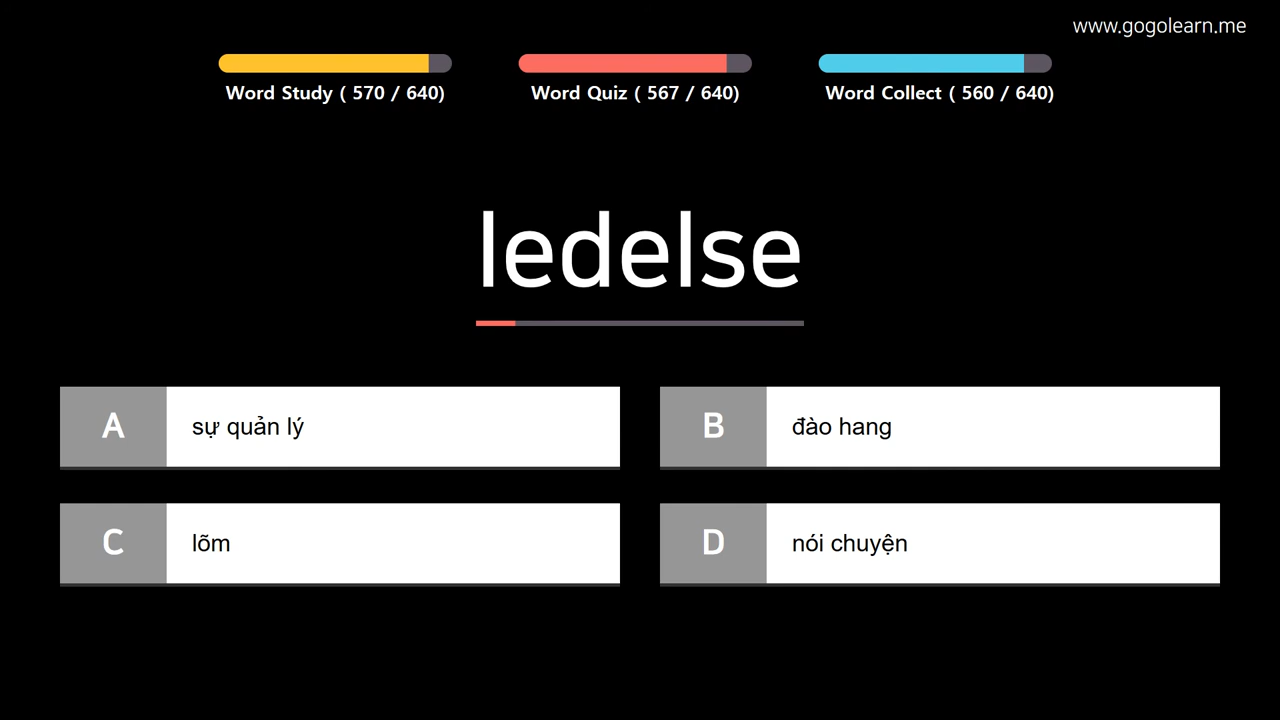 www.gogolearn.me
Word Study ( 570 / 640)
Word Quiz ( 567 / 640)
Word Collect ( 560 / 640)
ledelse
A sự quản lý
B đào hang
C lõm
D nói chuyện